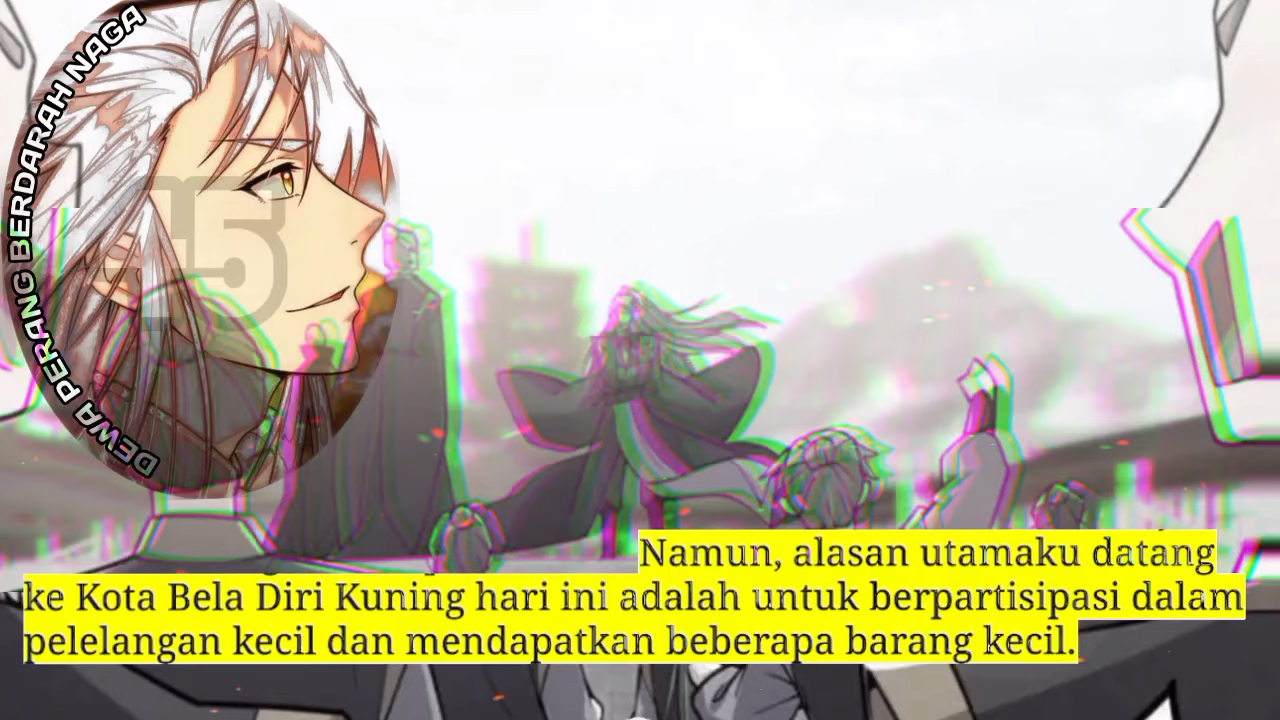 DEWA PERANG BERDARAH NAGA
45
Namun, alasan utamaku datang
ke Kota Bela Diri Kuning hari ini adalah untuk berpartisipasi dalam
pelelangan kecil dan mendapatkan beberapa barang kecil.